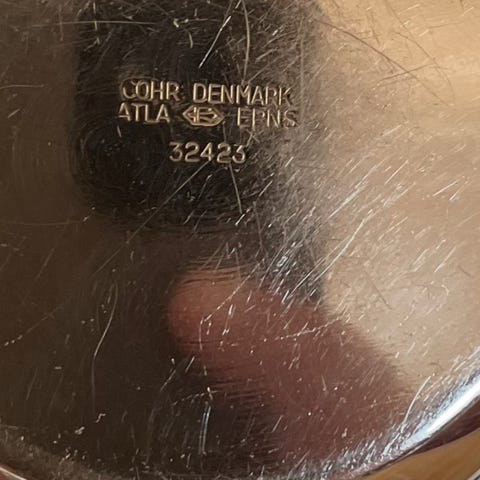 COHR DENMARK
ATLA EPNS
32423